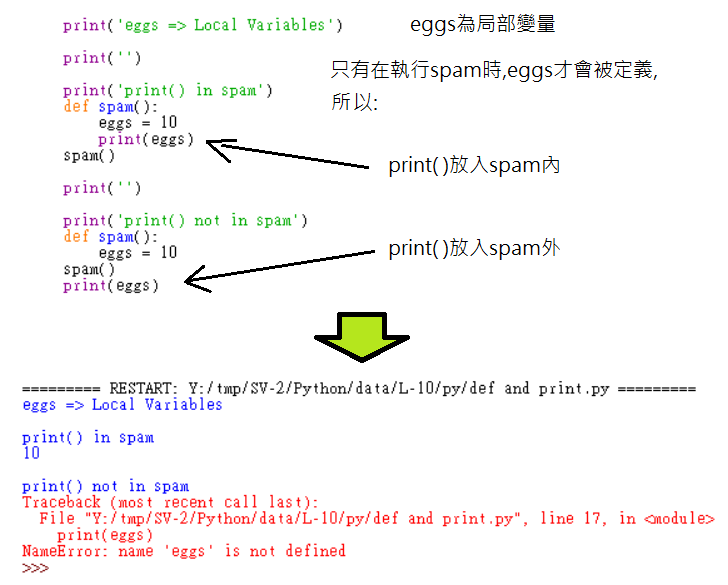 print('eggs => Local Variables')
eggs為局部變量
print('')
只有在執行spam時,eggs才會被定義,
所以:
print('print() in spam')
def spam():
    eggs = 10
    print(eggs)
spam()
print()放入spam內
print('')
print('print() not in spam')
def spam():
    eggs = 10
spam()
print(eggs)
print()放入spam外
========= RESTART: Y:/tmp/SV-2/Python/data/L-10/py/def and print.py =========
eggs => Local Variables
print() in spam
10
print() not in spam
Traceback (most recent call last):
  File "Y:/tmp/SV-2/Python/data/L-10/py/def and print.py", line 17, in <module>
    print(eggs)
NameError: name 'eggs' is not defined
>>>